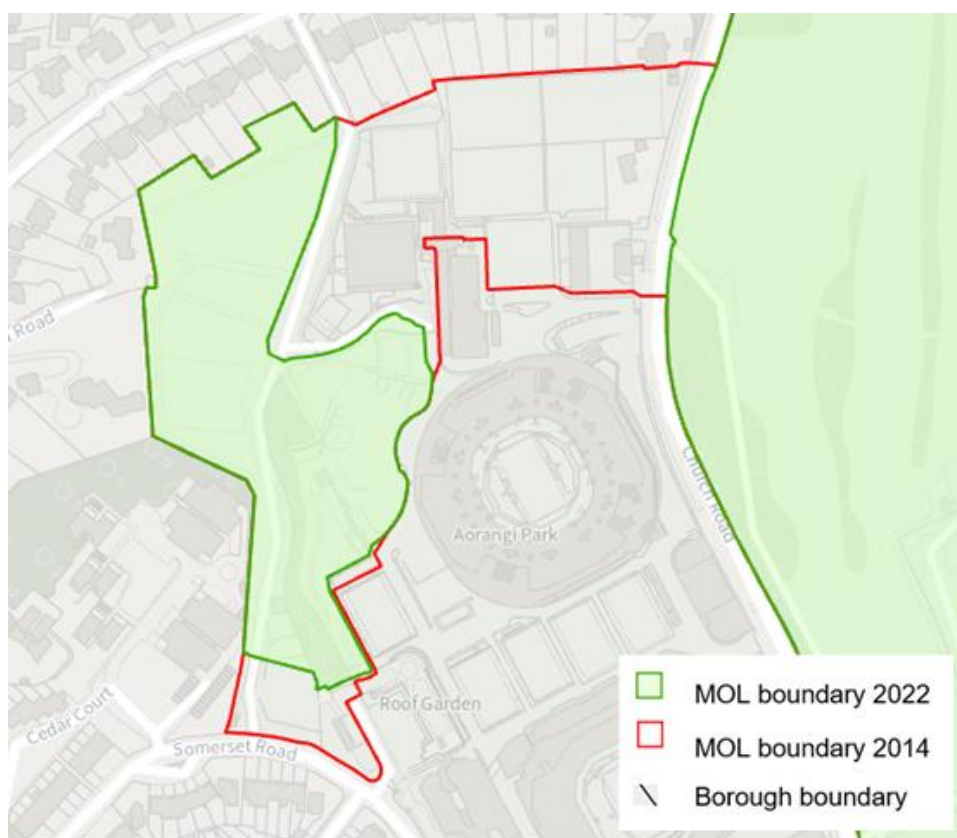 n Road
Church Road
Aorangi Park
Roof Garden
Cedar Court
Somerset Road
MOL boundary 2022
MOL boundary 2014
Borough boundary